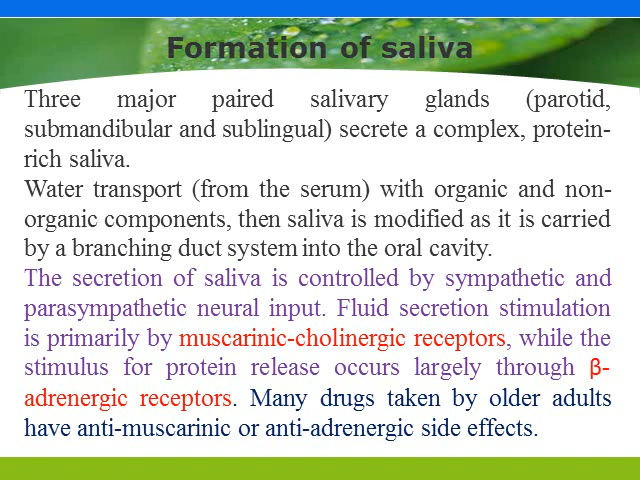 Formation of saliva
Three major paired salivary glands (parotid,
submandibular and sublingual) secrete a complex, protein-
rich saliva.
Water transport (from the serum) with organic and non-
organic components, then saliva is modified as it is carried
by a branching duct system into the oral cavity.
The secretion of saliva is controlled by sympathetic and
parasympathetic neural input. Fluid secretion stimulation
is primarily by muscarinic-cholinergic receptors, while the
stimulus for protein release occurs largely through β-
adrenergic receptors. Many drugs taken by older adults
have anti-muscarinic or anti-adrenergic side effects.